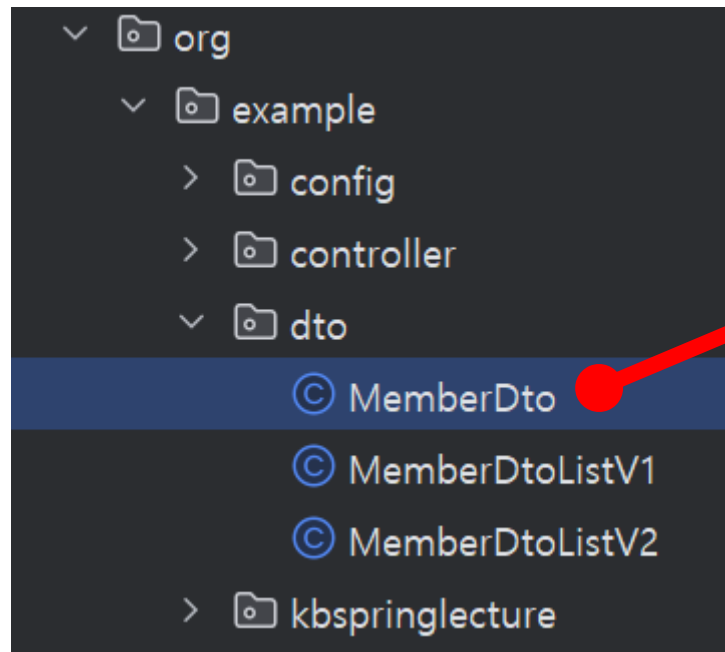 org
example
config
controller
dto
© MemberDto
© MemberDtoListV1
© MemberDtoListV2
kbspringlecture